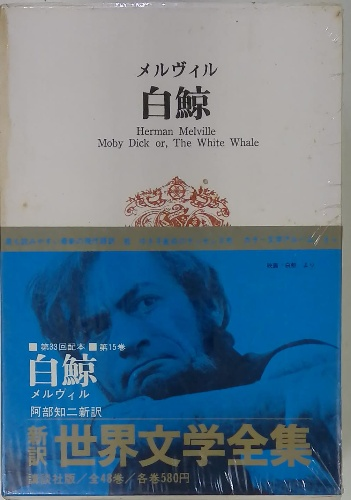 メルヴィル
白鯨
Herman Melville
Moby Dick or, The White Whale
■第33回配本■第15巻
白鯨
メルヴィル
阿部知二新訳
新訳 世界文学全集
講談社版/全48巻/各巻580円